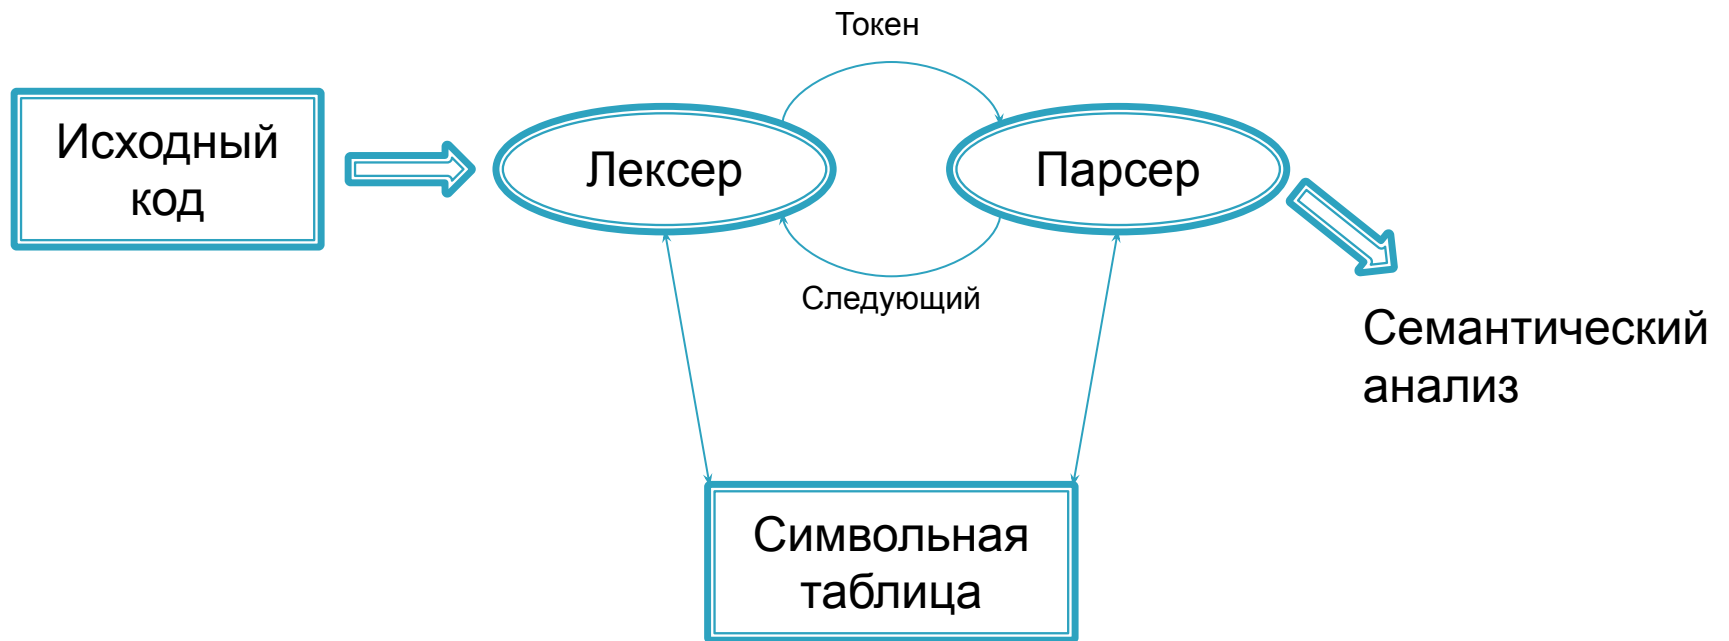 Токен
Исходный
код
Лексер
Парсер
Следующий
Семантический
анализ
Символьная
таблица